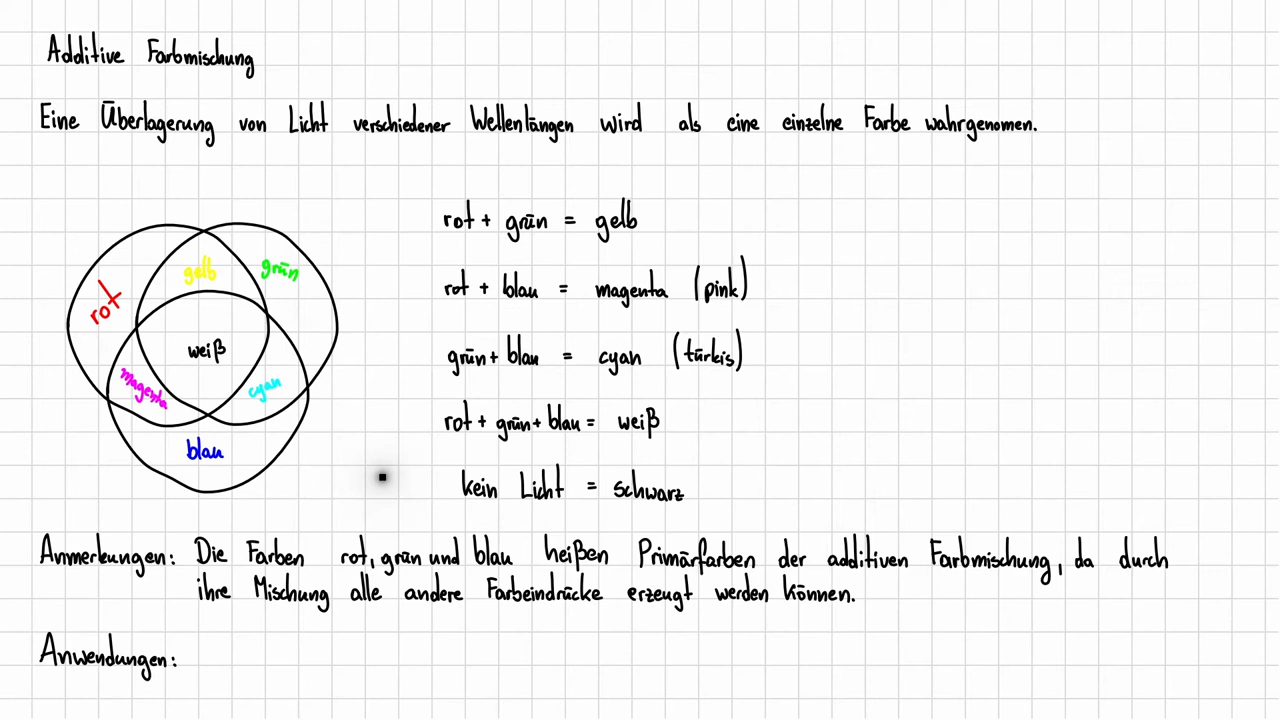 Additive Farbmischung
Eine Überlagerung von Licht verschiedener Wellenlängen wird als eine einzelne Farbe wahrgenomen.
rot + grün = gelb
gelb
grün
rot
rot + blau = magenta (pink)
weiß
grün + blau = cyan (türkis)
magenta
cyan
rot + grün + blau = weiß
blau
kein Licht = schwarz
Anmerkungen: Die Farben rot, grün und blau heißen Primärfarben der additiven Farbmischung, da durch
ihre Mischung alle andere Farbeindrücke erzeugt werden können.
Anwendungen: